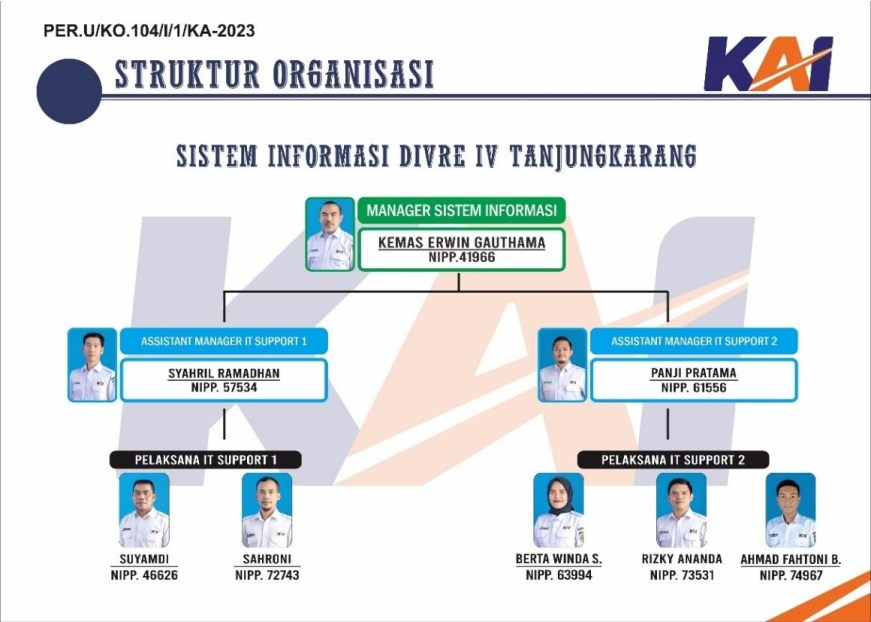 PER.U/KO.104/I/1/KA-2023
STRUKTUR ORGANISASI
KAI
SISTEM INFORMASI DIVRE IV TANJUNGKARANG
MANAGER SISTEM INFORMASI
KEMAS ERWIN GAUTHAMA
NIPP.41966
ASSISTANT MANAGER IT SUPPORT 1
SYAHRIL RAMADHAN
NIPP. 57534
ASSISTANT MANAGER IT SUPPORT 2
PANJI PRATAMA
NIPP. 61556
PELAKSANA IT SUPPORT 1
SUYAMDI
NIPP. 46626
SAHRONI
NIPP. 72743
PELAKSANA IT SUPPORT 2
BERTA WINDA S.
NIPP. 63994
RIZKY ANANDA
NIPP. 73531
AHMAD FAHTONI B.
NIPP. 74967
KAI